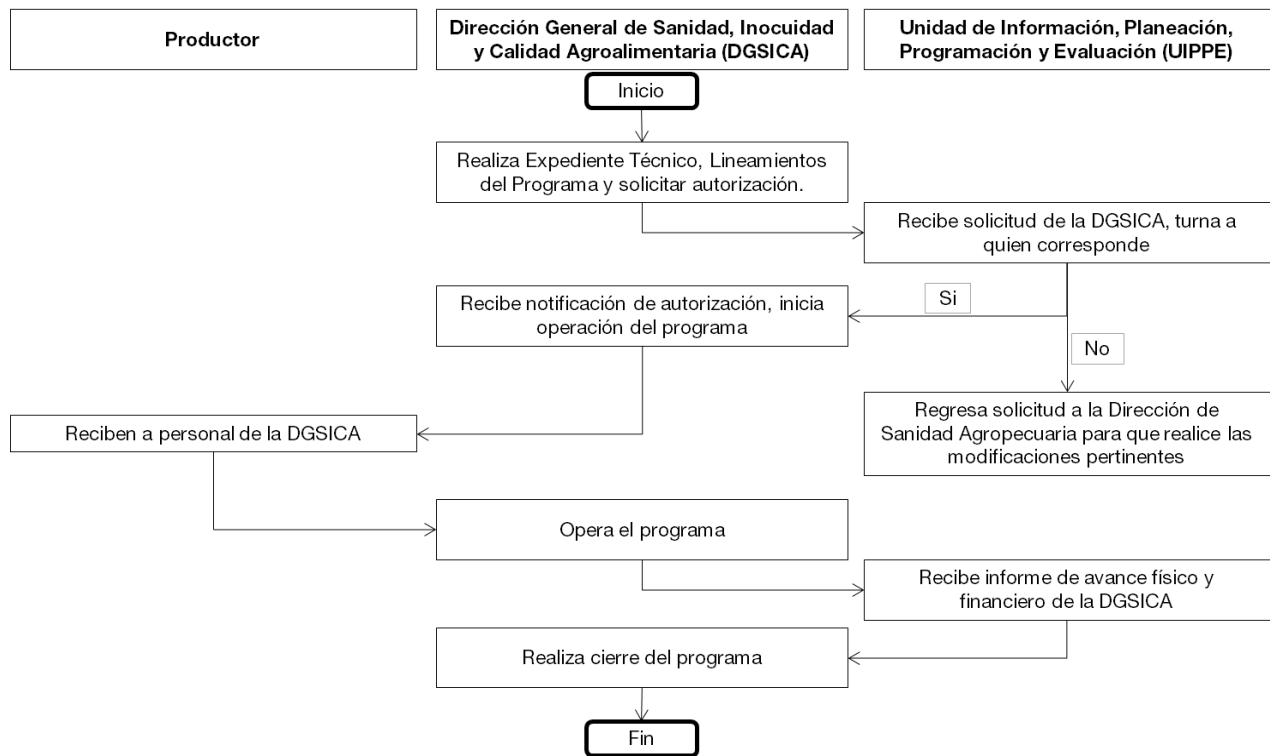 Productor
Dirección General de Sanidad, Inocuidad
y Calidad Agroalimentaria (DGSICA)
Unidad de Información, Planeación,
Programación y Evaluación (UIPPE)
Inicio
Realiza Expediente Técnico, Lineamientos
del Programa y solicitar autorización.
Recibe solicitud de la DGSICA, turna a
quien corresponde
Si
Recibe notificación de autorización, inicia
operación del programa
No
Regresa solicitud a la Dirección de
Sanidad Agropecuaria para que realice las
modificaciones pertinentes
Reciben a personal de la DGSICA
Opera el programa
Recibe informe de avance físico y
financiero de la DGSICA
Realiza cierre del programa
Fin